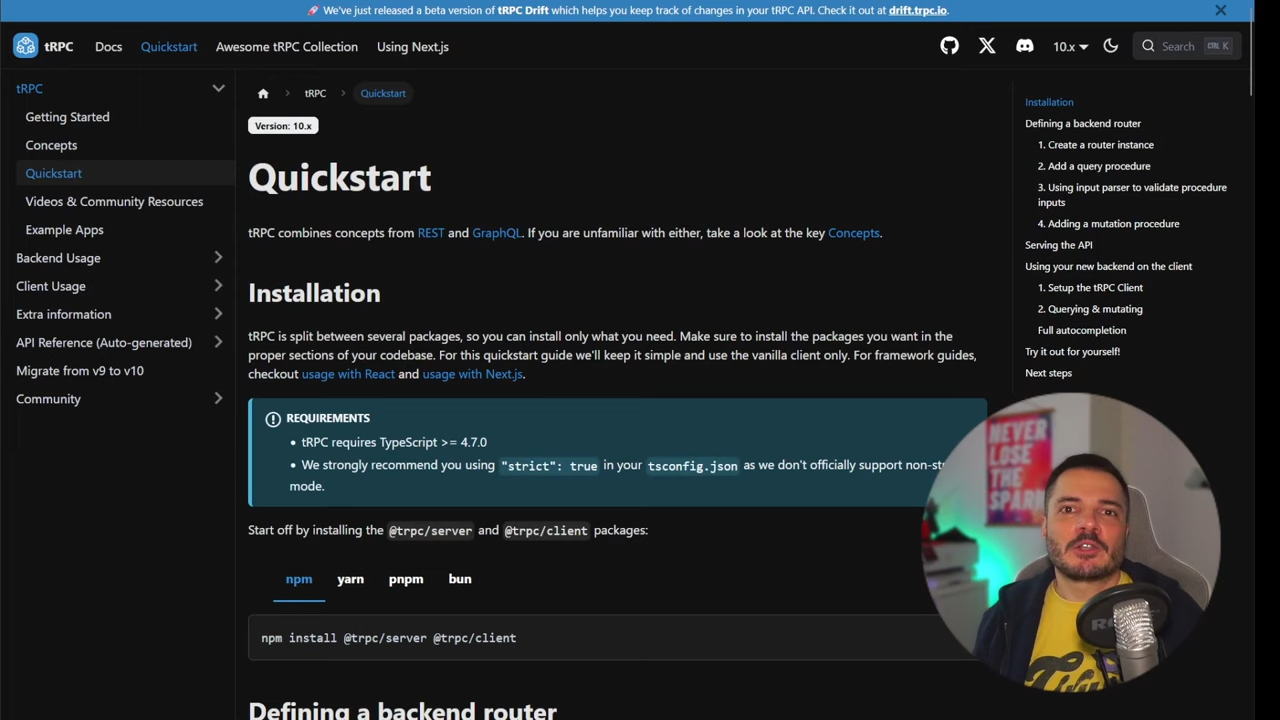 🚀 We've just released a beta version of tRPC Drift which helps you keep track of changes in your tRPC API. Check it out at drift.trpc.io.
tRPC Docs Quickstart Awesome tRPC Collection Using Next.js 10.x Search CTRL K
tRPC
Getting Started
Concepts
Quickstart
Videos & Community Resources
Example Apps
Backend Usage
Client Usage
Extra information
API Reference (Auto-generated)
Migrate from v9 to v10
Community
tRPC Quickstart
Version: 10.x
Quickstart
tRPC combines concepts from REST and GraphQL. If you are unfamiliar with either, take a look at the key Concepts.
Installation
tRPC is split between several packages, so you can install only what you need. Make sure to install the packages you want in the
proper sections of your codebase. For this quickstart guide we'll keep it simple and use the vanilla client only. For framework guides,
checkout usage with React and usage with Next.js.
REQUIREMENTS
• tRPC requires TypeScript >= 4.7.0
• We strongly recommend you using "strict": true in your tsconfig.json as we don't officially support non-st
mode.
Start off by installing the @trpc/server and @trpc/client packages:
npm yarn pnpm bun
npm install @trpc/server @trpc/client
Defining a backend router
Installation
Defining a backend router
1. Create a router instance
2. Add a query procedure
3. Using input parser to validate procedure
inputs
4. Adding a mutation procedure
Serving the API
Using your new backend on the client
1. Setup the tRPC Client
2. Querying & mutating
Full autocompletion
Try it out for yourself!
Next steps
NEVER
LOSE
THE
SPARK